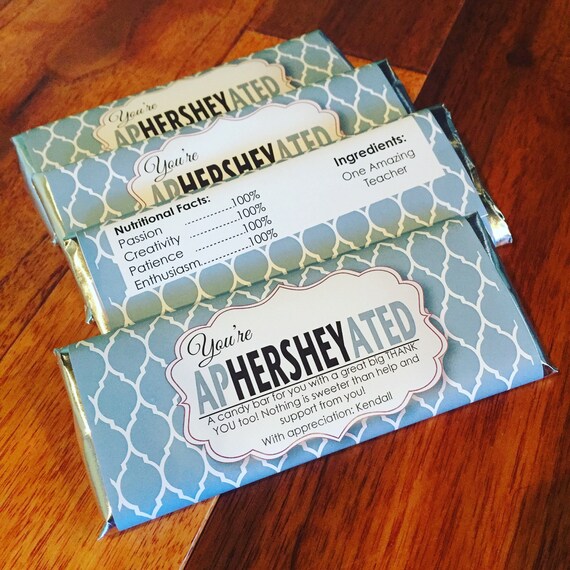 You're
APHERSHEYATED
You're
APHERSHEYATED
Nutritional Facts:
Passion ..............100%
Creativity ..............100%
Patience ..............100%
Enthusiasm..............100%
Ingredients:
One Amazing
Teacher
You're
APHERSHEYATED
A candy bar for you with a great big THANK
YOU too! Nothing is sweeter than help and
support from you!
With appreciation: Kendall